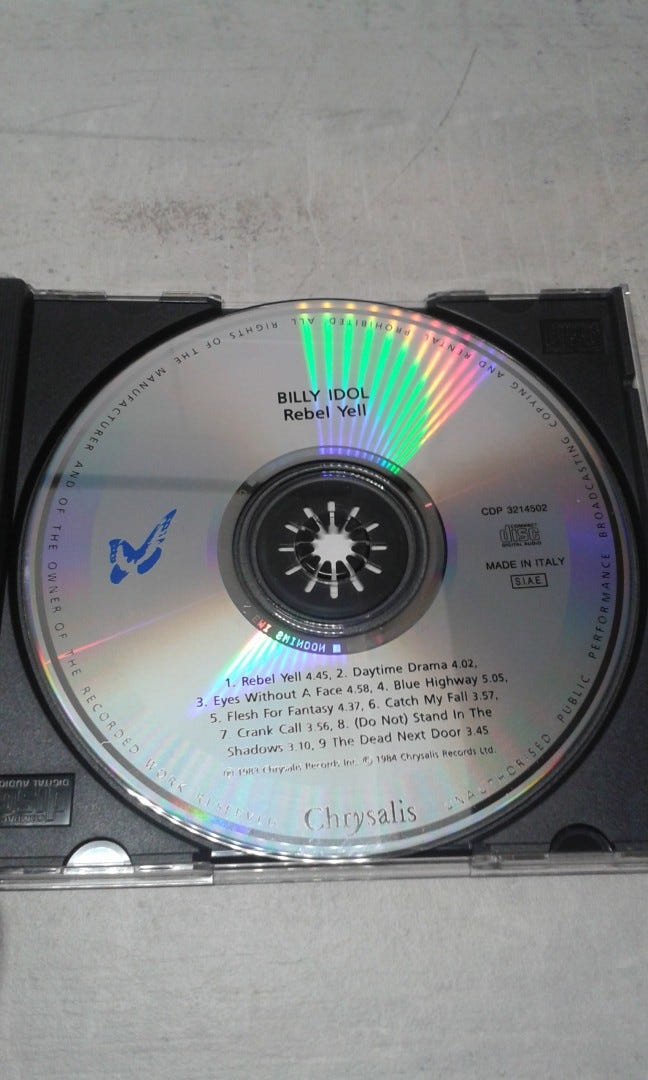 BILLY IDOL
Rebel Yell
CDP 3214502
COMPACT
disc
DIGITAL AUDIO
MADE IN ITALY
S.I.A.E.
1. Rebel Yell 4.45, 2. Daytime Drama 4.02,
3. Eyes Without A Face 4.58, 4. Blue Highway 5.05,
5. Flesh For Fantasy 4.37, 6. Catch My Fall 3.57,
7. Crank Call 3.56, 8. (Do Not) Stand In The
Shadows 3.10, 9 The Dead Next Door 3.45
℗ 1983 Chrysalis Records Inc. © 1984 Chrysalis Records Ltd.
Chrysalis
ALL RIGHTS OF THE MANUFACTURER AND OF THE OWNER OF THE RECORDED WORK RESERVED
UNAUTHORISED PUBLIC PERFORMANCE BROADCASTING COPYING AND RENTAL PROHIBITED
DIGITAL AUDIO